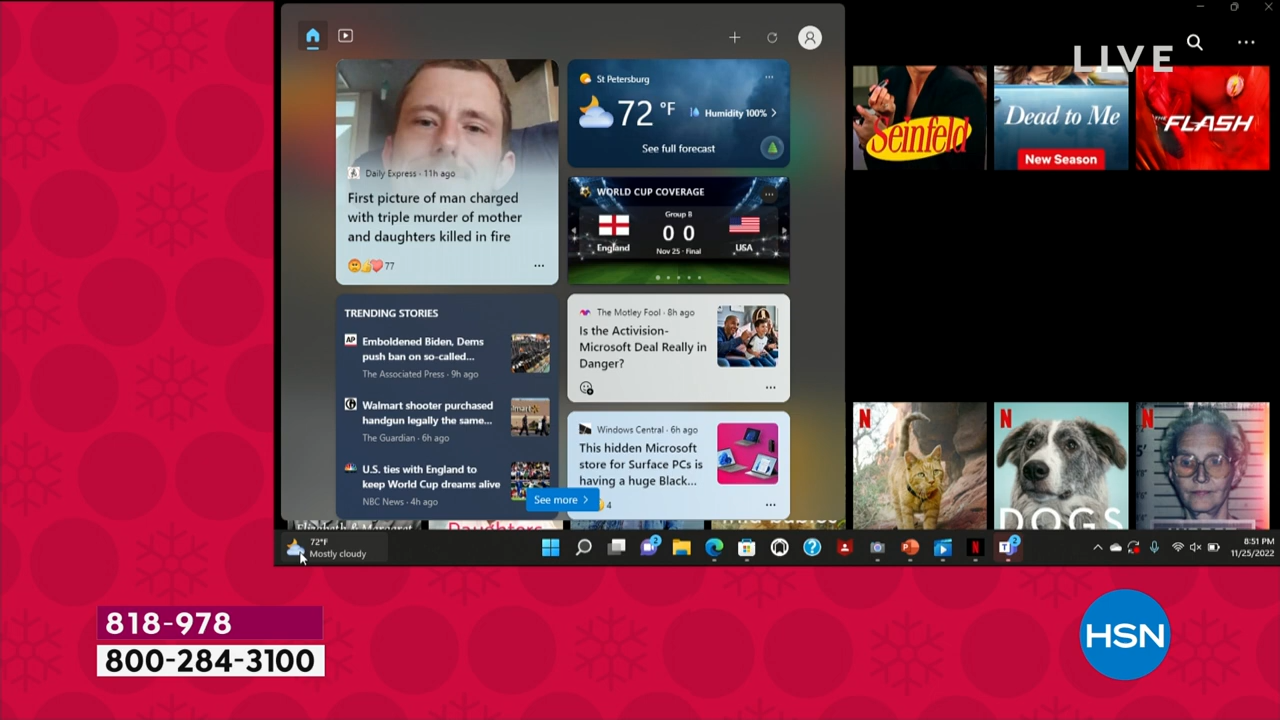 LIVE
St Petersburg
72 °F
Humidity 100%
See full forecast
Daily Express · 11h ago
First picture of man charged
with triple murder of mother
and daughters killed in fire
77
WORLD CUP COVERAGE
Group B
England
0 0
USA
Nov 25 · Final
TRENDING STORIES
AP
Emboldened Biden, Dems
push ban on so-called...
The Associated Press · 9h ago
Walmart shooter purchased
handgun legally the same...
The Guardian · 6h ago
U.S. ties with England to
keep World Cup dreams alive
NBC News · 4h ago
The Motley Fool · 8h ago
Is the Activision-
Microsoft Deal Really in
Danger?
Windows Central · 6h ago
This hidden Microsoft
store for Surface PCs is
having a huge Black...
4
See more
Seinfeld
Dead to Me
New Season
THE
FLASH
N
N
DOGS
N
Elizabeth & Margaret
Daughters
72°F
Mostly cloudy
2
2
8:51 PM
11/25/2022
818-978
800-284-3100
HSN